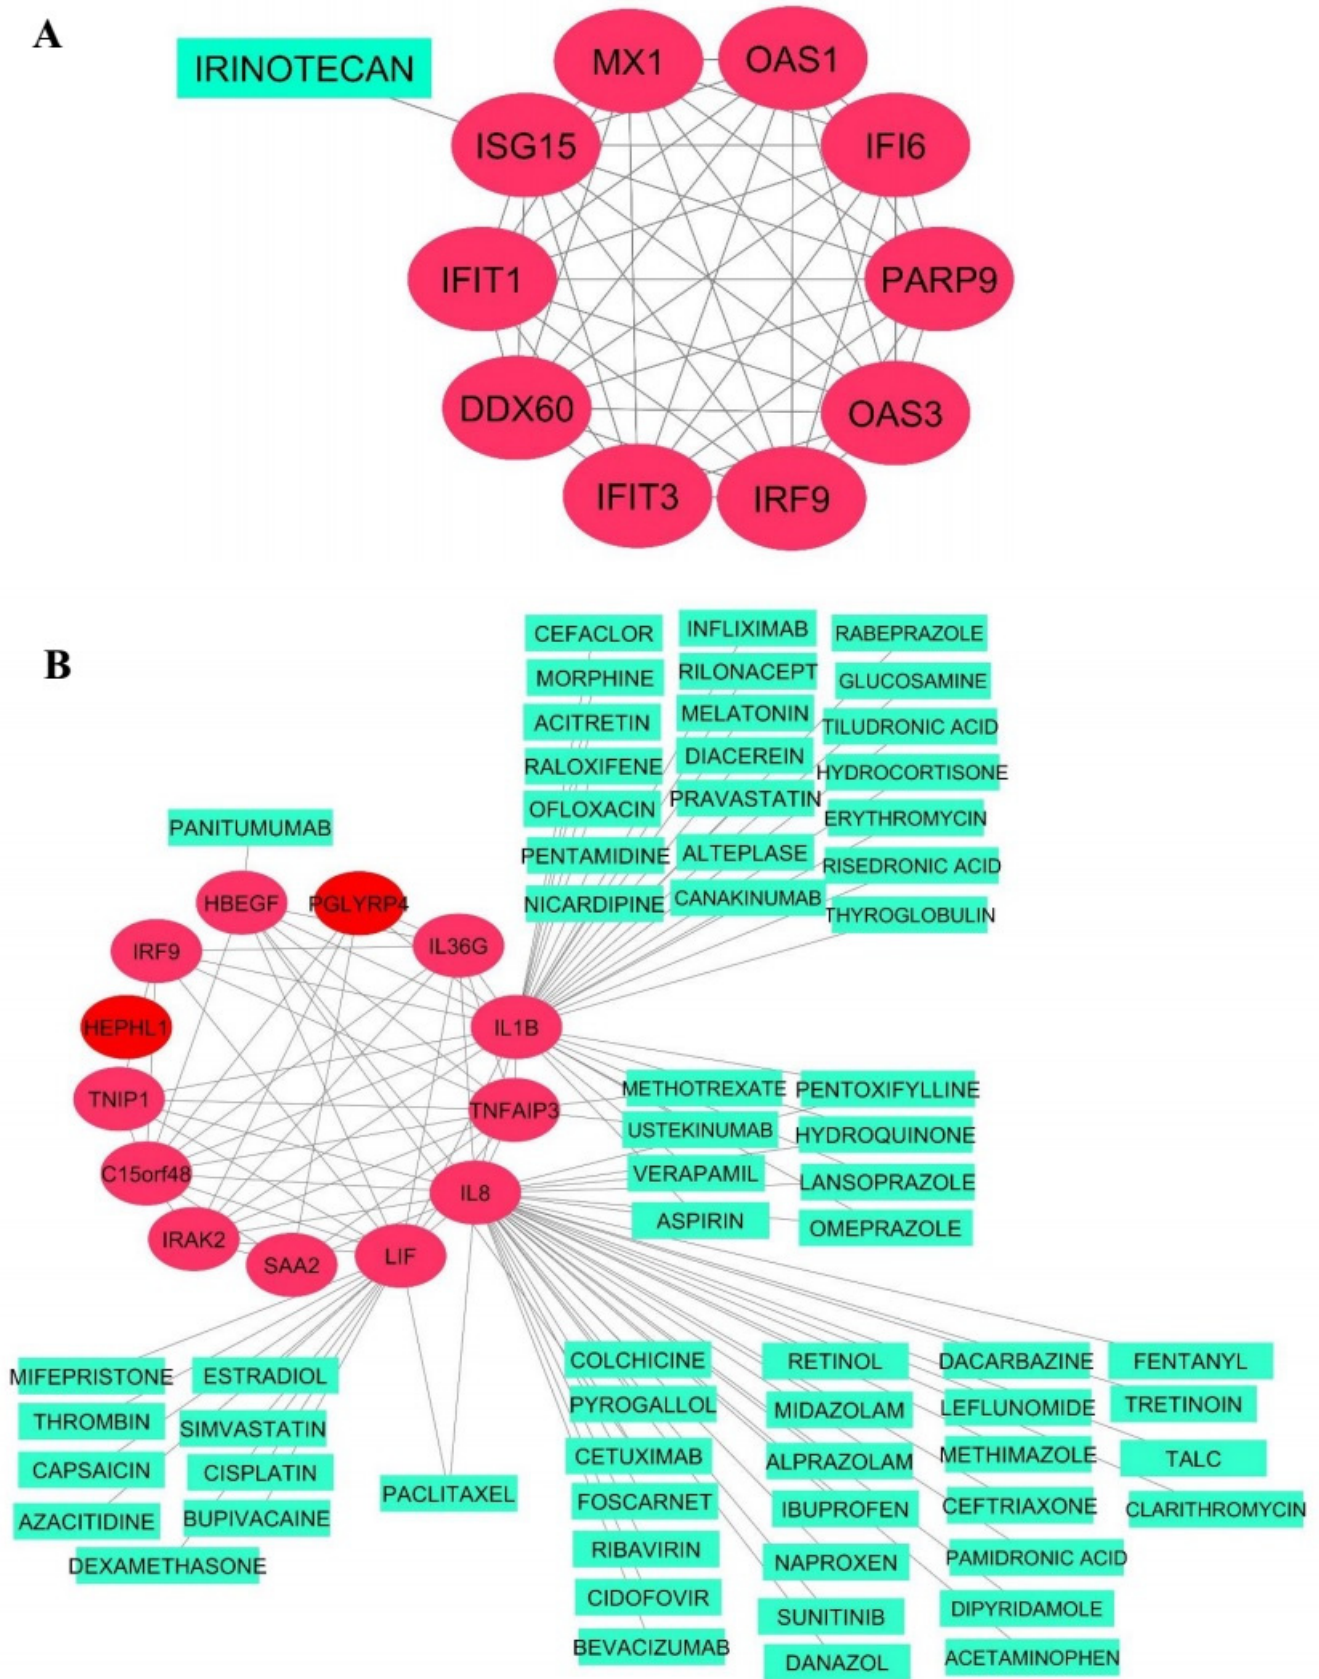 A
IRINOTECAN
MX1
OAS1
ISG15
IFI6
IFIT1
PARP9
DDX60
OAS3
IFIT3
IRF9
B
CEFACLOR
INFLIXIMAB
RABEPRAZOLE
MORPHINE
RILONACEPT
GLUCOSAMINE
ACITRETIN
MELATONIN
TILUDRONIC ACID
RALOXIFENE
DIACEREIN
HYDROCORTISONE
OFLOXACIN
PRAVASTATIN
ERYTHROMYCIN
PENTAMIDINE
ALTEPLASE
RISEDRONIC ACID
NICARDIPINE
CANAKINUMAB
THYROGLOBULIN
PANITUMUMAB
HBEGF
PGLYRP4
IRF9
IL36G
HEPHL1
IL1B
TNIP1
TNFAIP3
C15orf48
IL8
IRAK2
SAA2
LIF
METHOTREXATE
PENTOXIFYLLINE
USTEKINUMAB
HYDROQUINONE
VERAPAMIL
LANSOPRAZOLE
ASPIRIN
OMEPRAZOLE
MIFEPRISTONE
ESTRADIOL
THROMBIN
SIMVASTATIN
CAPSAICIN
CISPLATIN
AZACITIDINE
BUPIVACAINE
DEXAMETHASONE
PACLITAXEL
COLCHICINE
RETINOL
DACARBAZINE
FENTANYL
PYROGALLOL
MIDAZOLAM
LEFLUNOMIDE
TRETINOIN
CETUXIMAB
ALPRAZOLAM
METHIMAZOLE
TALC
FOSCARNET
IBUPROFEN
CEFTRIAXONE
CLARITHROMYCIN
RIBAVIRIN
NAPROXEN
PAMIDRONIC ACID
CIDOFOVIR
SUNITINIB
DIPYRIDAMOLE
BEVACIZUMAB
DANAZOL
ACETAMINOPHEN